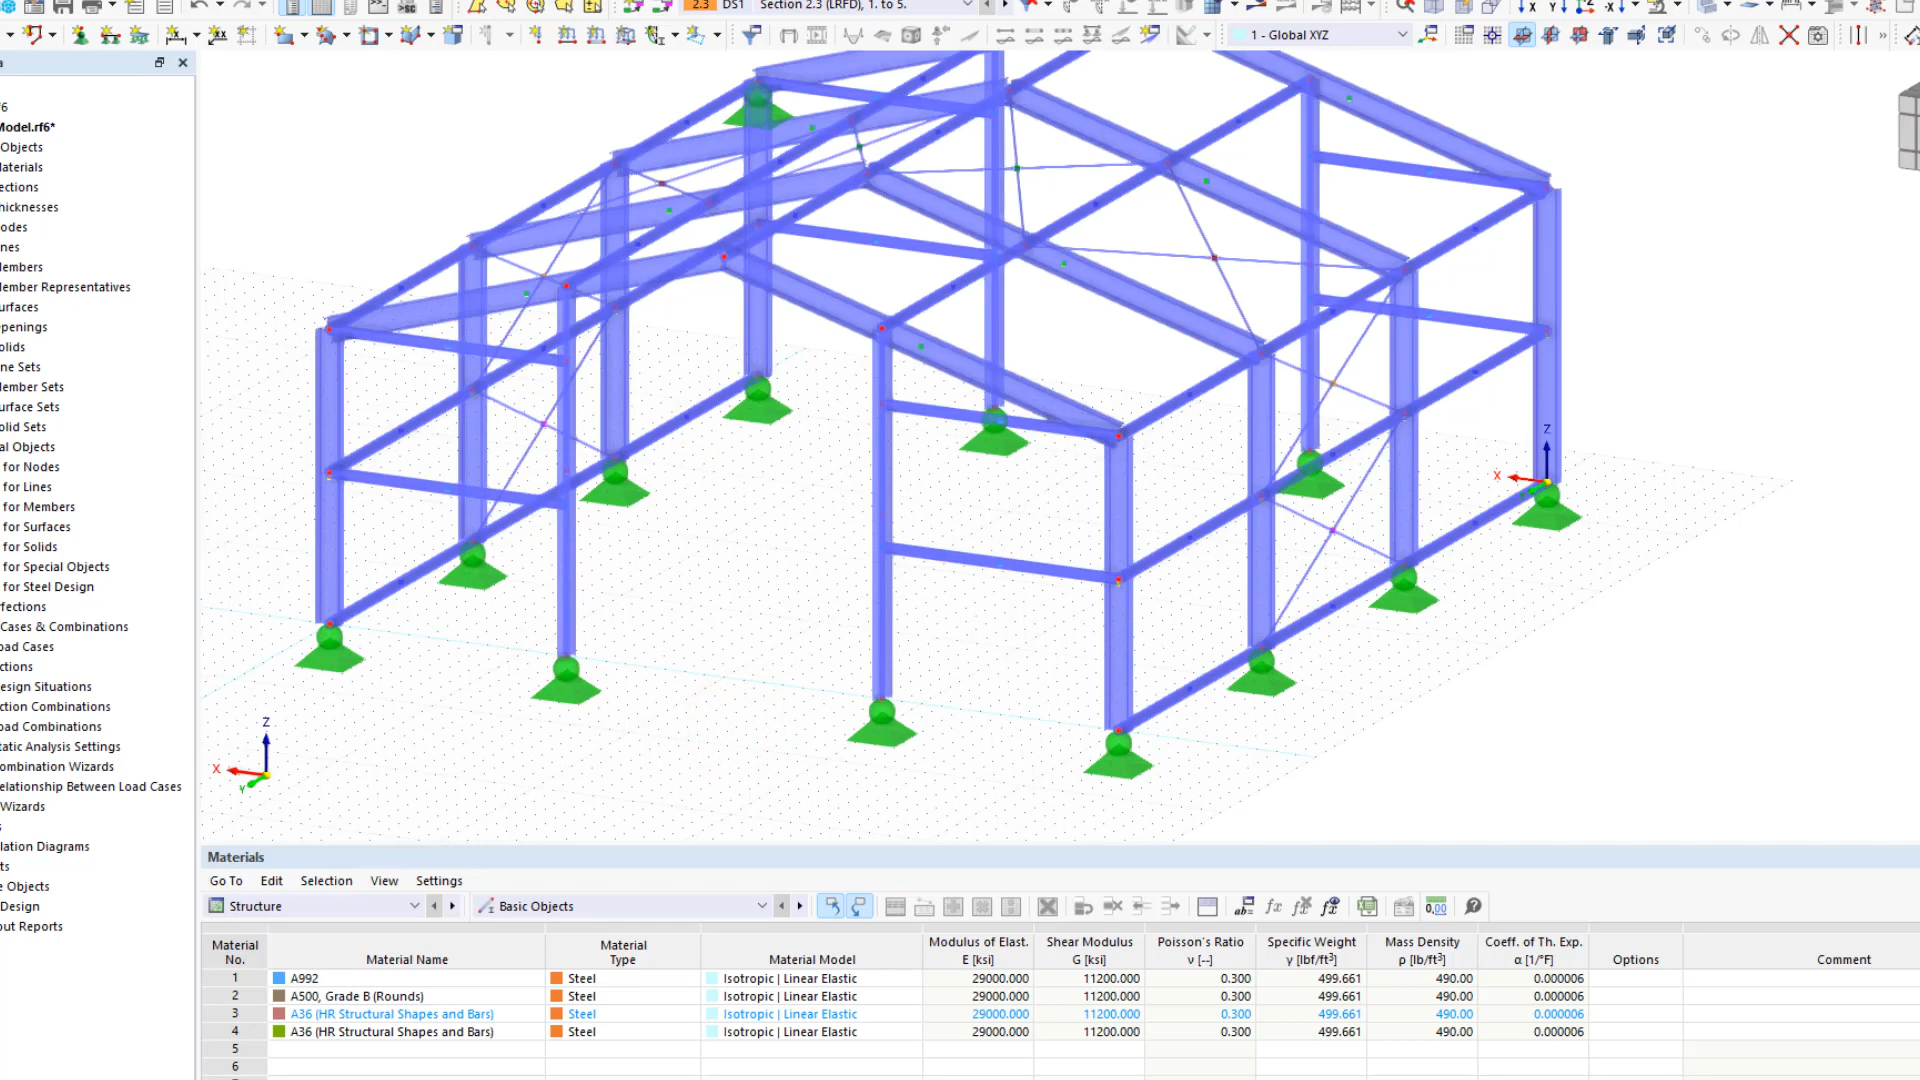 2.3 DS1 Section 2.3 (LRFD), 1. to 5.
1 - Global XYZ
a
f6
Model.rf6*
Objects
laterials
ections
hicknesses
odes
nes
lembers
lember Representatives
urfaces
penings
olids
ne Sets
lember Sets
urface Sets
olid Sets
al Objects
for Nodes
for Lines
for Members
for Surfaces
for Solids
for Special Objects
for Steel Design
erfections
Cases & Combinations
oad Cases
ctions
esign Situations
ction Combinations
oad Combinations
tatic Analysis Settings
ombination Wizards
elationship Between Load Cases
Wizards
s
lation Diagrams
ts
e Objects
Design
out Reports
Z
X
Z
X
Y
Materials
Go To Edit Selection View Settings
Structure Basic Objects
Material No. Material Name Material Type Material Model Modulus of Elast. E [ksi] Shear Modulus G [ksi] Poisson's Ratio ν [--] Specific Weight γ [lbf/ft³] Mass Density ρ [lb/ft³] Coeff. of Th. Exp. α [1/°F] Options Comment
1 A992 Steel Isotropic | Linear Elastic 29000.000 11200.000 0.300 499.661 490.00 0.000006
2 A500, Grade B (Rounds) Steel Isotropic | Linear Elastic 29000.000 11200.000 0.300 499.661 490.00 0.000006
3 A36 (HR Structural Shapes and Bars) Steel Isotropic | Linear Elastic 29000.000 11200.000 0.300 499.661 490.00 0.000006
4 A36 (HR Structural Shapes and Bars) Steel Isotropic | Linear Elastic 29000.000 11200.000 0.300 499.661 490.00 0.000006
5
6